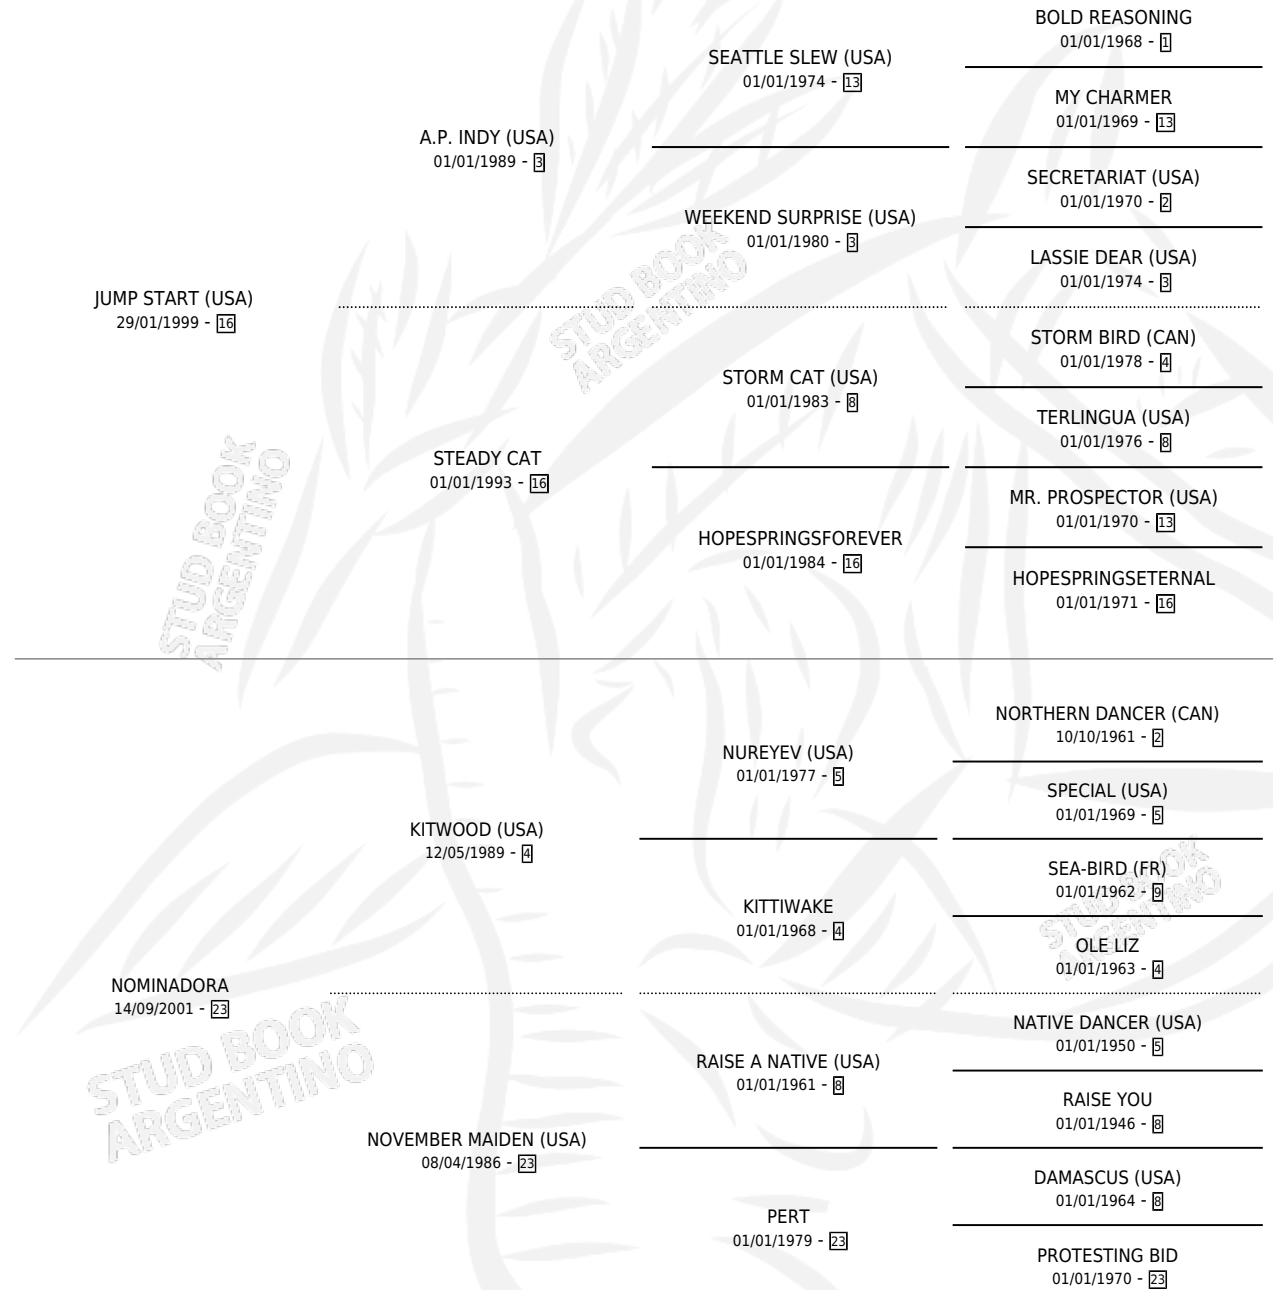 BOLD REASONING
01/01/1968 - 1
SEATTLE SLEW (USA)
01/01/1974 - 13
MY CHARMER
01/01/1969 - 13
A.P. INDY (USA)
01/01/1989 - 3
SECRETARIAT (USA)
01/01/1970 - 2
WEEKEND SURPRISE (USA)
01/01/1980 - 3
LASSIE DEAR (USA)
01/01/1974 - 3
JUMP START (USA)
29/01/1999 - 16
STUD BOOK
ARGENTINO
STORM BIRD (CAN)
01/01/1978 - 4
STORM CAT (USA)
01/01/1983 - 8
TERLINGUA (USA)
01/01/1976 - 8
STEADY CAT
01/01/1993 - 16
MR. PROSPECTOR (USA)
01/01/1970 - 13
HOPESPRINGSFOREVER
01/01/1984 - 16
HOPESPRINGSETERNAL
01/01/1971 - 16
STUD BOOK
ARGENTINO
NORTHERN DANCER (CAN)
10/10/1961 - 2
NUREYEV (USA)
01/01/1977 - 5
SPECIAL (USA)
01/01/1969 - 5
KITWOOD (USA)
12/05/1989 - 4
SEA-BIRD (FR)
01/01/1962 - 9
KITTIWAKE
01/01/1968 - 4
OLE LIZ
01/01/1963 - 4
STUD BOOK
ARGENTINO
NOMINADORA
14/09/2001 - 23
STUD BOOK
ARGENTINO
NATIVE DANCER (USA)
01/01/1950 - 5
RAISE A NATIVE (USA)
01/01/1961 - 8
RAISE YOU
01/01/1946 - 8
NOVEMBER MAIDEN (USA)
08/04/1986 - 23
DAMASCUS (USA)
01/01/1964 - 8
PERT
01/01/1979 - 23
PROTESTING BID
01/01/1970 - 23